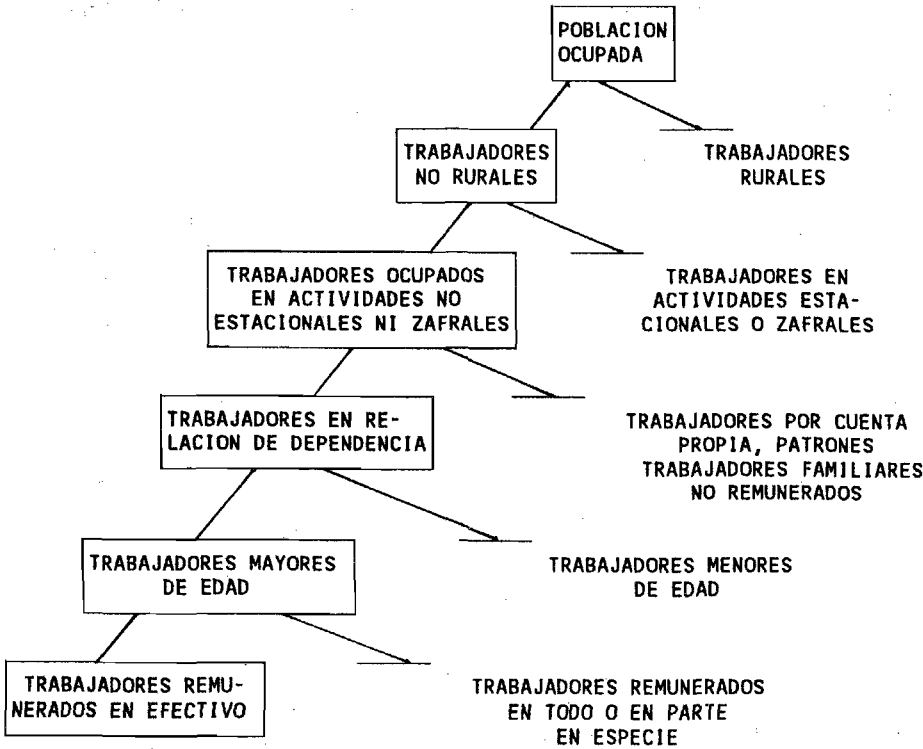 POBLACION
OCUPADA
TRABAJADORES
NO RURALES
TRABAJADORES
RURALES
TRABAJADORES OCUPADOS
EN ACTIVIDADES NO
ESTACIONALES NI ZAFRALES
TRABAJADORES EN
ACTIVIDADES ESTA-
CIONALES O ZAFRALES
TRABAJADORES EN RE-
LACION DE DEPENDENCIA
TRABAJADORES POR CUENTA
PROPIA, PATRONES
TRABAJADORES FAMILIARES
NO REMUNERADOS
TRABAJADORES MAYORES
DE EDAD
TRABAJADORES MENORES
DE EDAD
TRABAJADORES REMU-
NERADOS EN EFECTIVO
TRABAJADORES REMUNERADOS
EN TODO O EN PARTE
EN ESPECIE